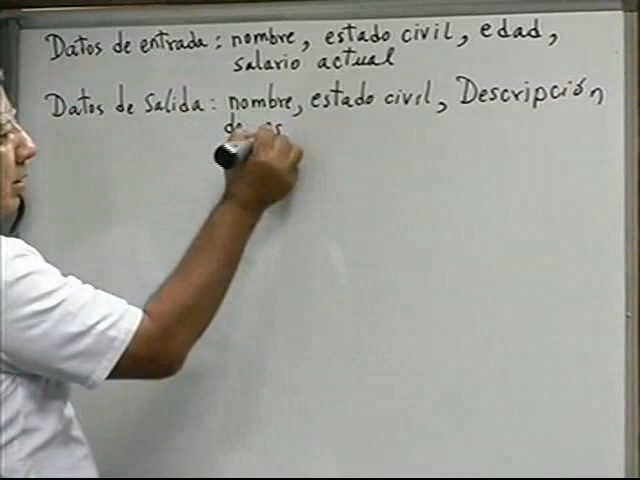 Datos de entrada: nombre, estado civil, edad,
salario actual
Datos de Salida: nombre, estado civil, Descripción